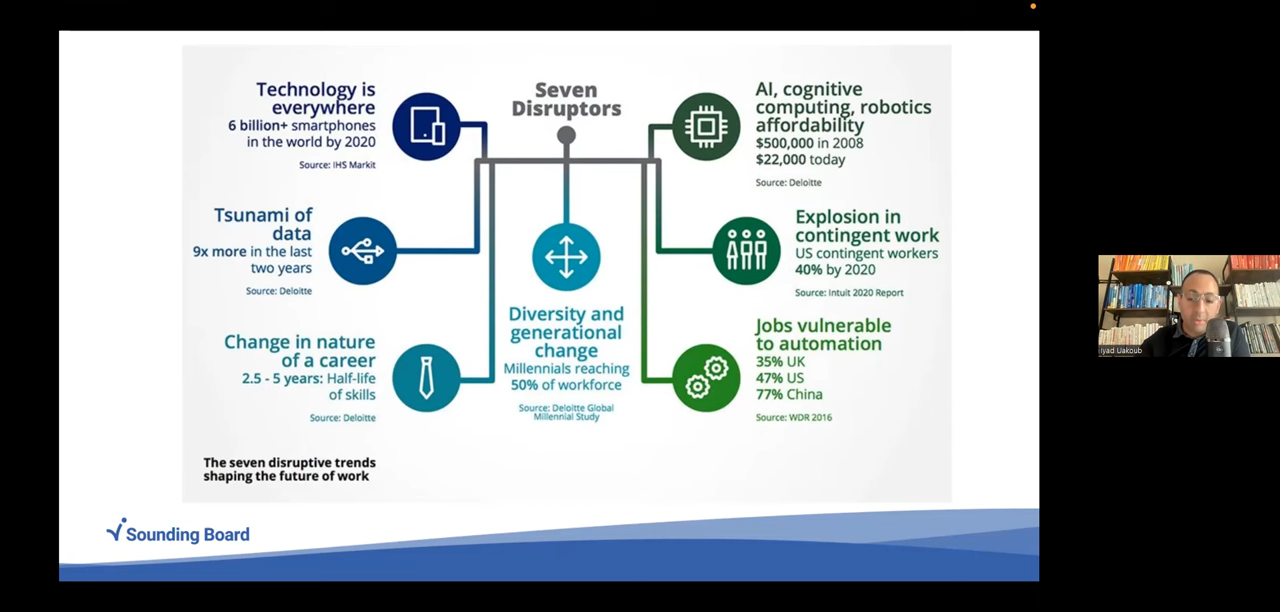 Seven
Disruptors
Technology is
everywhere
6 billion+ smartphones
in the world by 2020
Source: IHS Markit
Tsunami of
data
9x more in the last
two years
Source: Deloitte
Change in nature
of a career
2.5 - 5 years: Half-life
of skills
Source: Deloitte
Diversity and
generational
change
Millennials reaching
50% of workforce
Source: Deloitte Global
Millennial Study
AI, cognitive
computing, robotics
affordability
$500,000 in 2008
$22,000 today
Source: Deloitte
Explosion in
contingent work
US contingent workers
40% by 2020
Source: Intuit 2020 Report
Jobs vulnerable
to automation
35% UK
47% US
77% China
Source: WDR 2016
The seven disruptive trends
shaping the future of work
Sounding Board
Iyad Uakoub